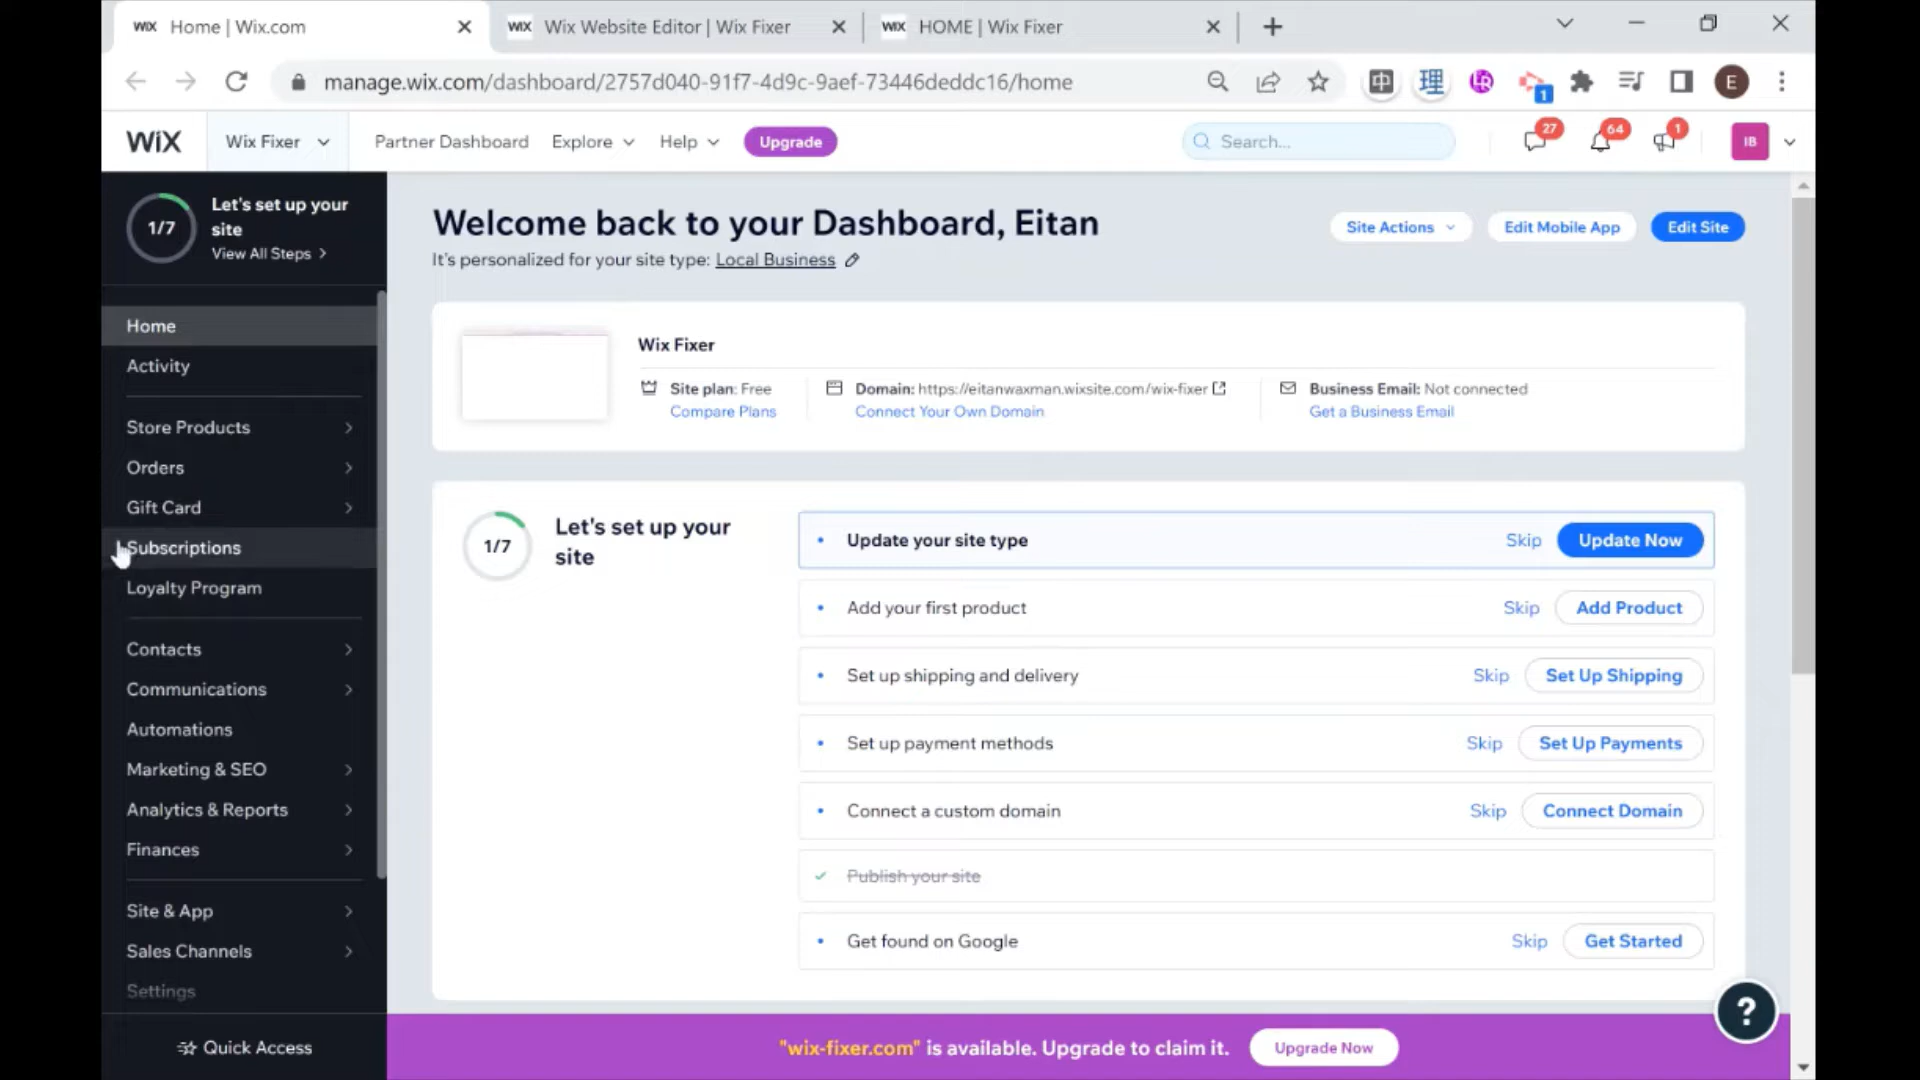 WiX Home | Wix.com
WiX Wix Website Editor | Wix Fixer
WiX HOME | Wix Fixer
manage.wix.com/dashboard/2757d040-91f7-4d9c-9aef-73446deddc16/home
中 理 LR 1 E
WiX Wix Fixer Partner Dashboard Explore Help Upgrade Search... 27 64 1 IB
1/7
Let's set up your
site
View All Steps
Home
Activity
Store Products
Orders
Gift Card
Subscriptions
Loyalty Program
Contacts
Communications
Automations
Marketing & SEO
Analytics & Reports
Finances
Site & App
Sales Channels
Settings
Quick Access
Welcome back to your Dashboard, Eitan
It's personalized for your site type: Local Business
Site Actions Edit Mobile App Edit Site
Wix Fixer
Site plan: Free
Compare Plans
Domain: https://eitanwaxman.wixsite.com/wix-fixer
Connect Your Own Domain
Business Email: Not connected
Get a Business Email
1/7
Let's set up your
site
Update your site type Skip Update Now
Add your first product Skip Add Product
Set up shipping and delivery Skip Set Up Shipping
Set up payment methods Skip Set Up Payments
Connect a custom domain Skip Connect Domain
Publish your site
Get found on Google Skip Get Started
?
"wix-fixer.com" is available. Upgrade to claim it. Upgrade Now